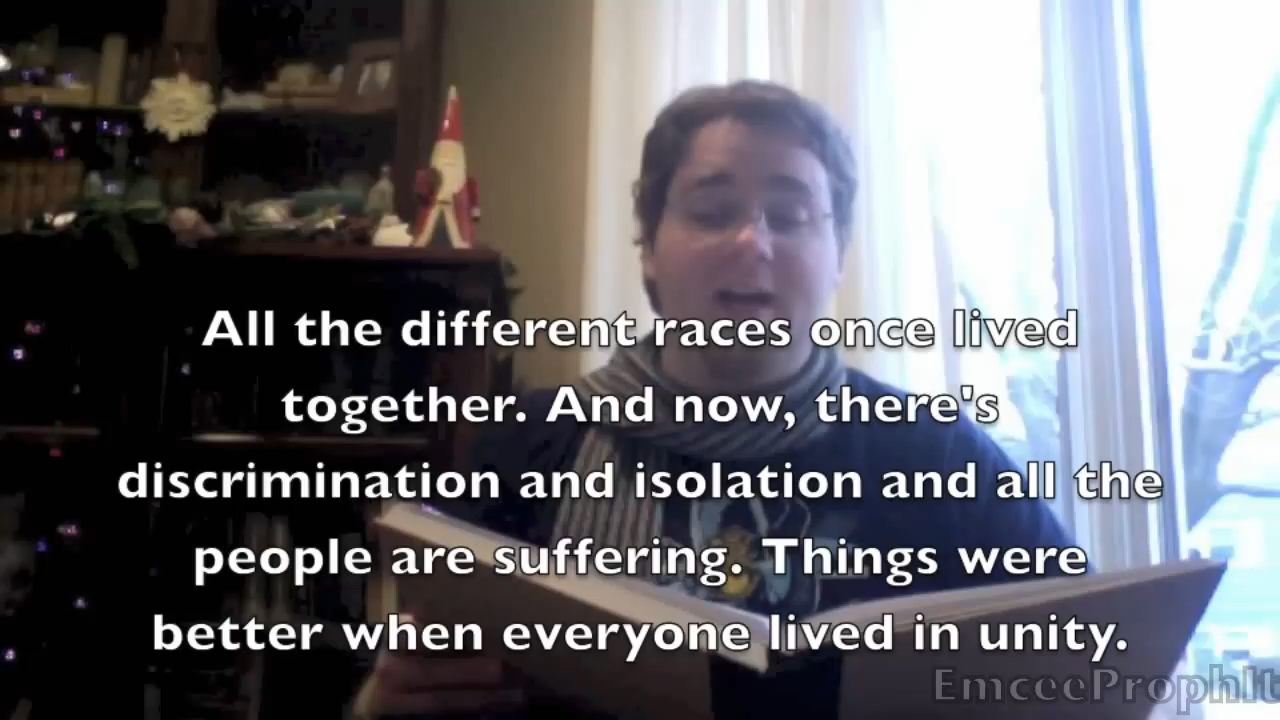 All the different races once lived
together. And now, there's
discrimination and isolation and all the
people are suffering. Things were
better when everyone lived in unity.
EmceeProphIt